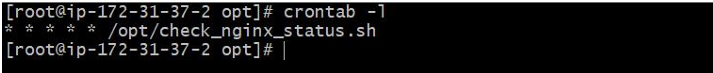 [root@ip-172-31-37-2 opt]# crontab -l
* * * * * /opt/check_nginx_status.sh
[root@ip-172-31-37-2 opt]#